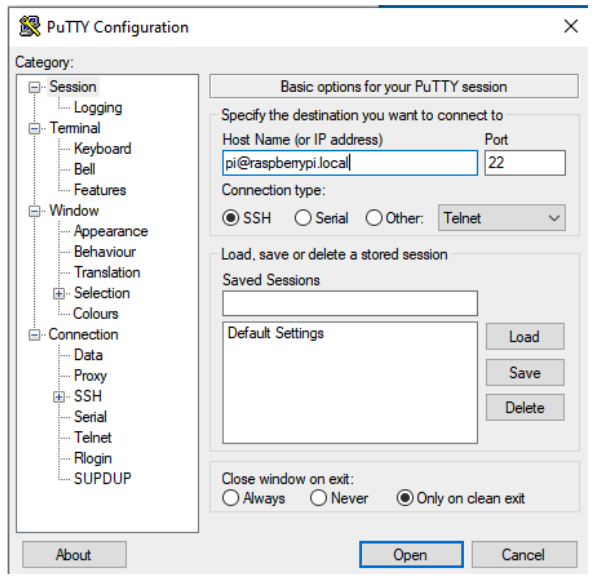 PuTTY Configuration
Category:
Session
Logging
Terminal
Keyboard
Bell
Features
Window
Appearance
Behaviour
Translation
Selection
Colours
Connection
Data
Proxy
SSH
Serial
Telnet
Rlogin
SUPDUP
Basic options for your PuTTY session
Specify the destination you want to connect to
Host Name (or IP address) Port
pi@raspberrypi.local 22
Connection type:
SSH Serial Other: Telnet
Load, save or delete a stored session
Saved Sessions
Default Settings
Load
Save
Delete
Close window on exit:
Always Never Only on clean exit
About Open Cancel